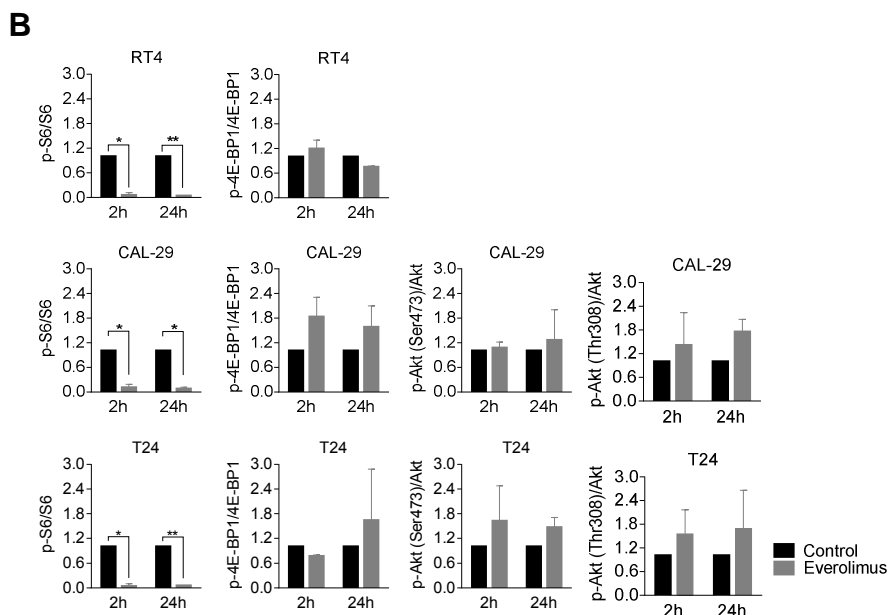 B
RT4
p-S6/S6
3.0
2.4
1.8
1.2
0.6
0.0
*
**
2h 24h
RT4
p-4E-BP1/4E-BP1
3.0
2.4
1.8
1.2
0.6
0.0
2h 24h
CAL-29
p-S6/S6
3.0
2.4
1.8
1.2
0.6
0.0
*
*
2h 24h
CAL-29
p-4E-BP1/4E-BP1
3.0
2.4
1.8
1.2
0.6
0.0
2h 24h
CAL-29
p-Akt (Ser473)/Akt
3.0
2.4
1.8
1.2
0.6
0.0
2h 24h
CAL-29
p-Akt (Thr308)/Akt
3.0
2.4
1.8
1.2
0.6
0.0
2h 24h
T24
p-S6/S6
3.0
2.4
1.8
1.2
0.6
0.0
*
**
2h 24h
T24
p-4E-BP1/4E-BP1
3.0
2.4
1.8
1.2
0.6
0.0
2h 24h
T24
p-Akt (Ser473)/Akt
3.0
2.4
1.8
1.2
0.6
0.0
2h 24h
T24
p-Akt (Thr308)/Akt
3.0
2.4
1.8
1.2
0.6
0.0
2h 24h
Control
Everolimus